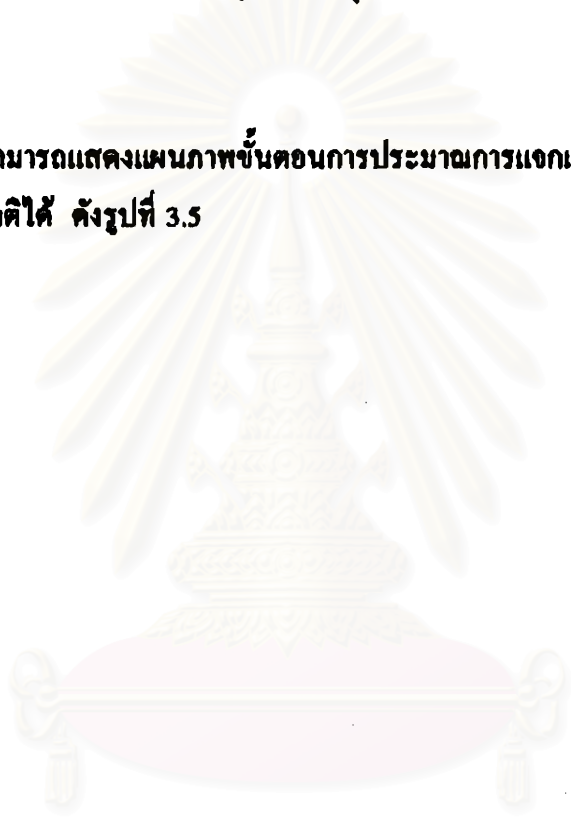 ามารถแสดงแผนภาพขั้นตอนการประมาณการแจก
ติได้ ดังรูปที่ 3.5